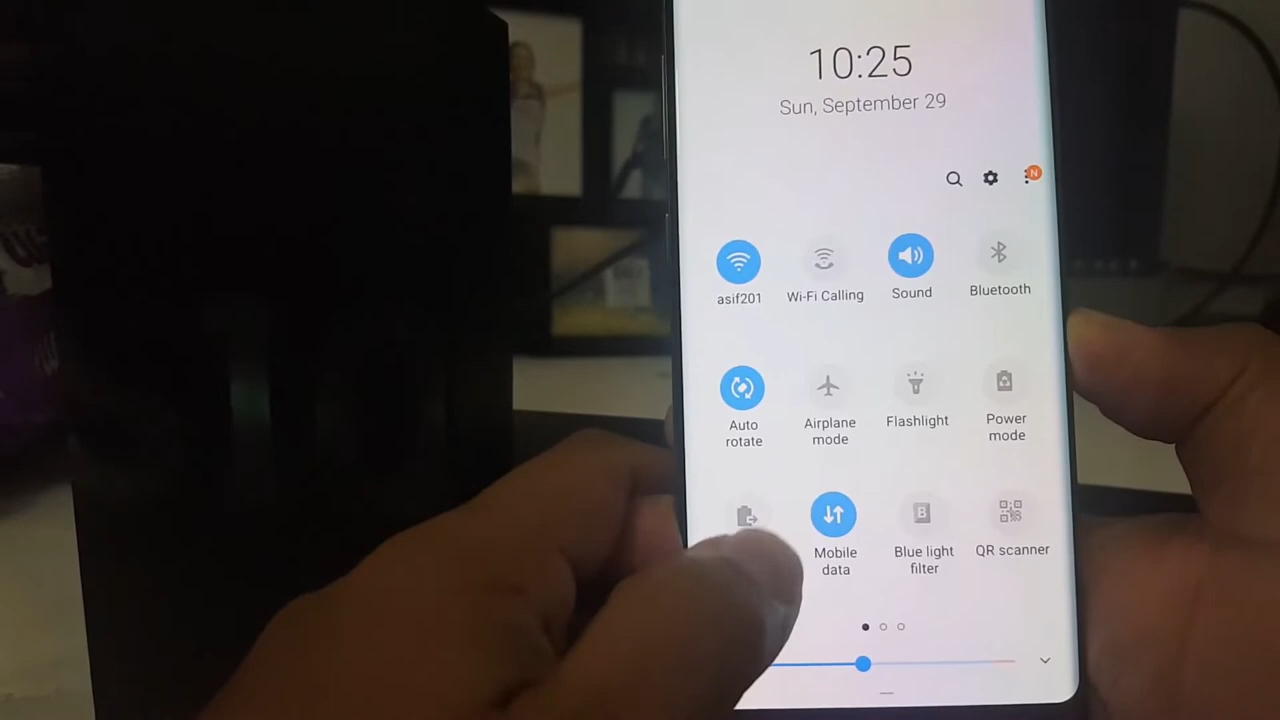 10:25
Sun, September 29
N
asif201
Wi-Fi Calling
Sound
Bluetooth
Auto
rotate
Airplane
mode
Flashlight
Power
mode
Mobile
data
B
Blue light
filter
QR scanner